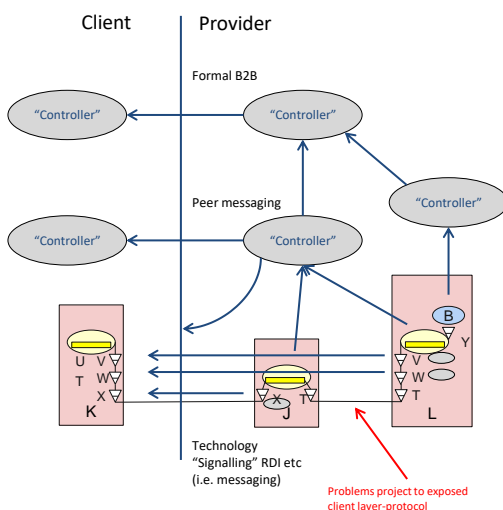 Client
Provider
Formal B2B
“Controller”
“Controller”
“Controller”
Peer messaging
“Controller”
“Controller”
B
Y
U V
T W
X
K
X T
J
V
W
T
L
Technology
“Signalling” RDI etc
(i.e. messaging)
Problems project to exposed
client layer-protocol